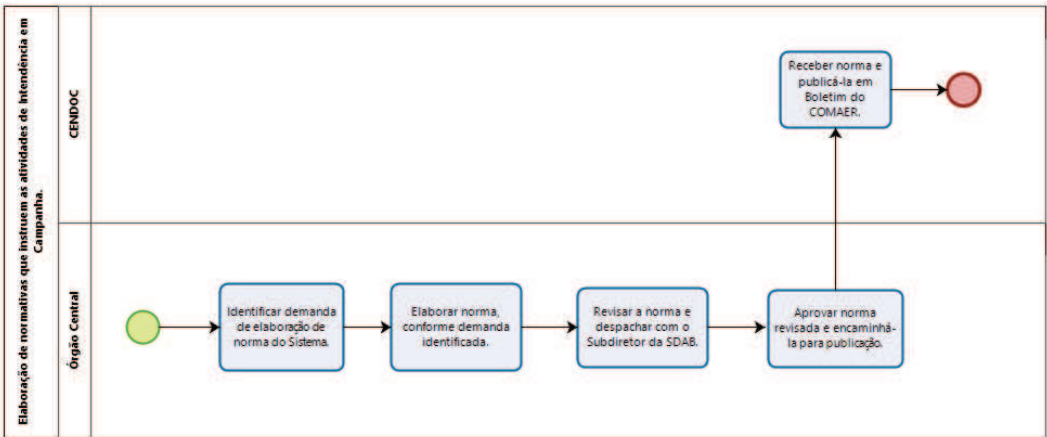 Elaboração de normativas que instruem as atividades de Intendência em
Campanha.
CENDOC
Receber norma e
publicá-la em
Boletim do
COMAER.
Órgão Central
Identificar demanda
de elaboração de
norma do Sistema.
Elaborar norma,
conforme demanda
identificada.
Revisar a norma e
despachar com o
Subdiretor da SDAB.
Aprovar norma
revisada e encaminhá-
la para publicação.